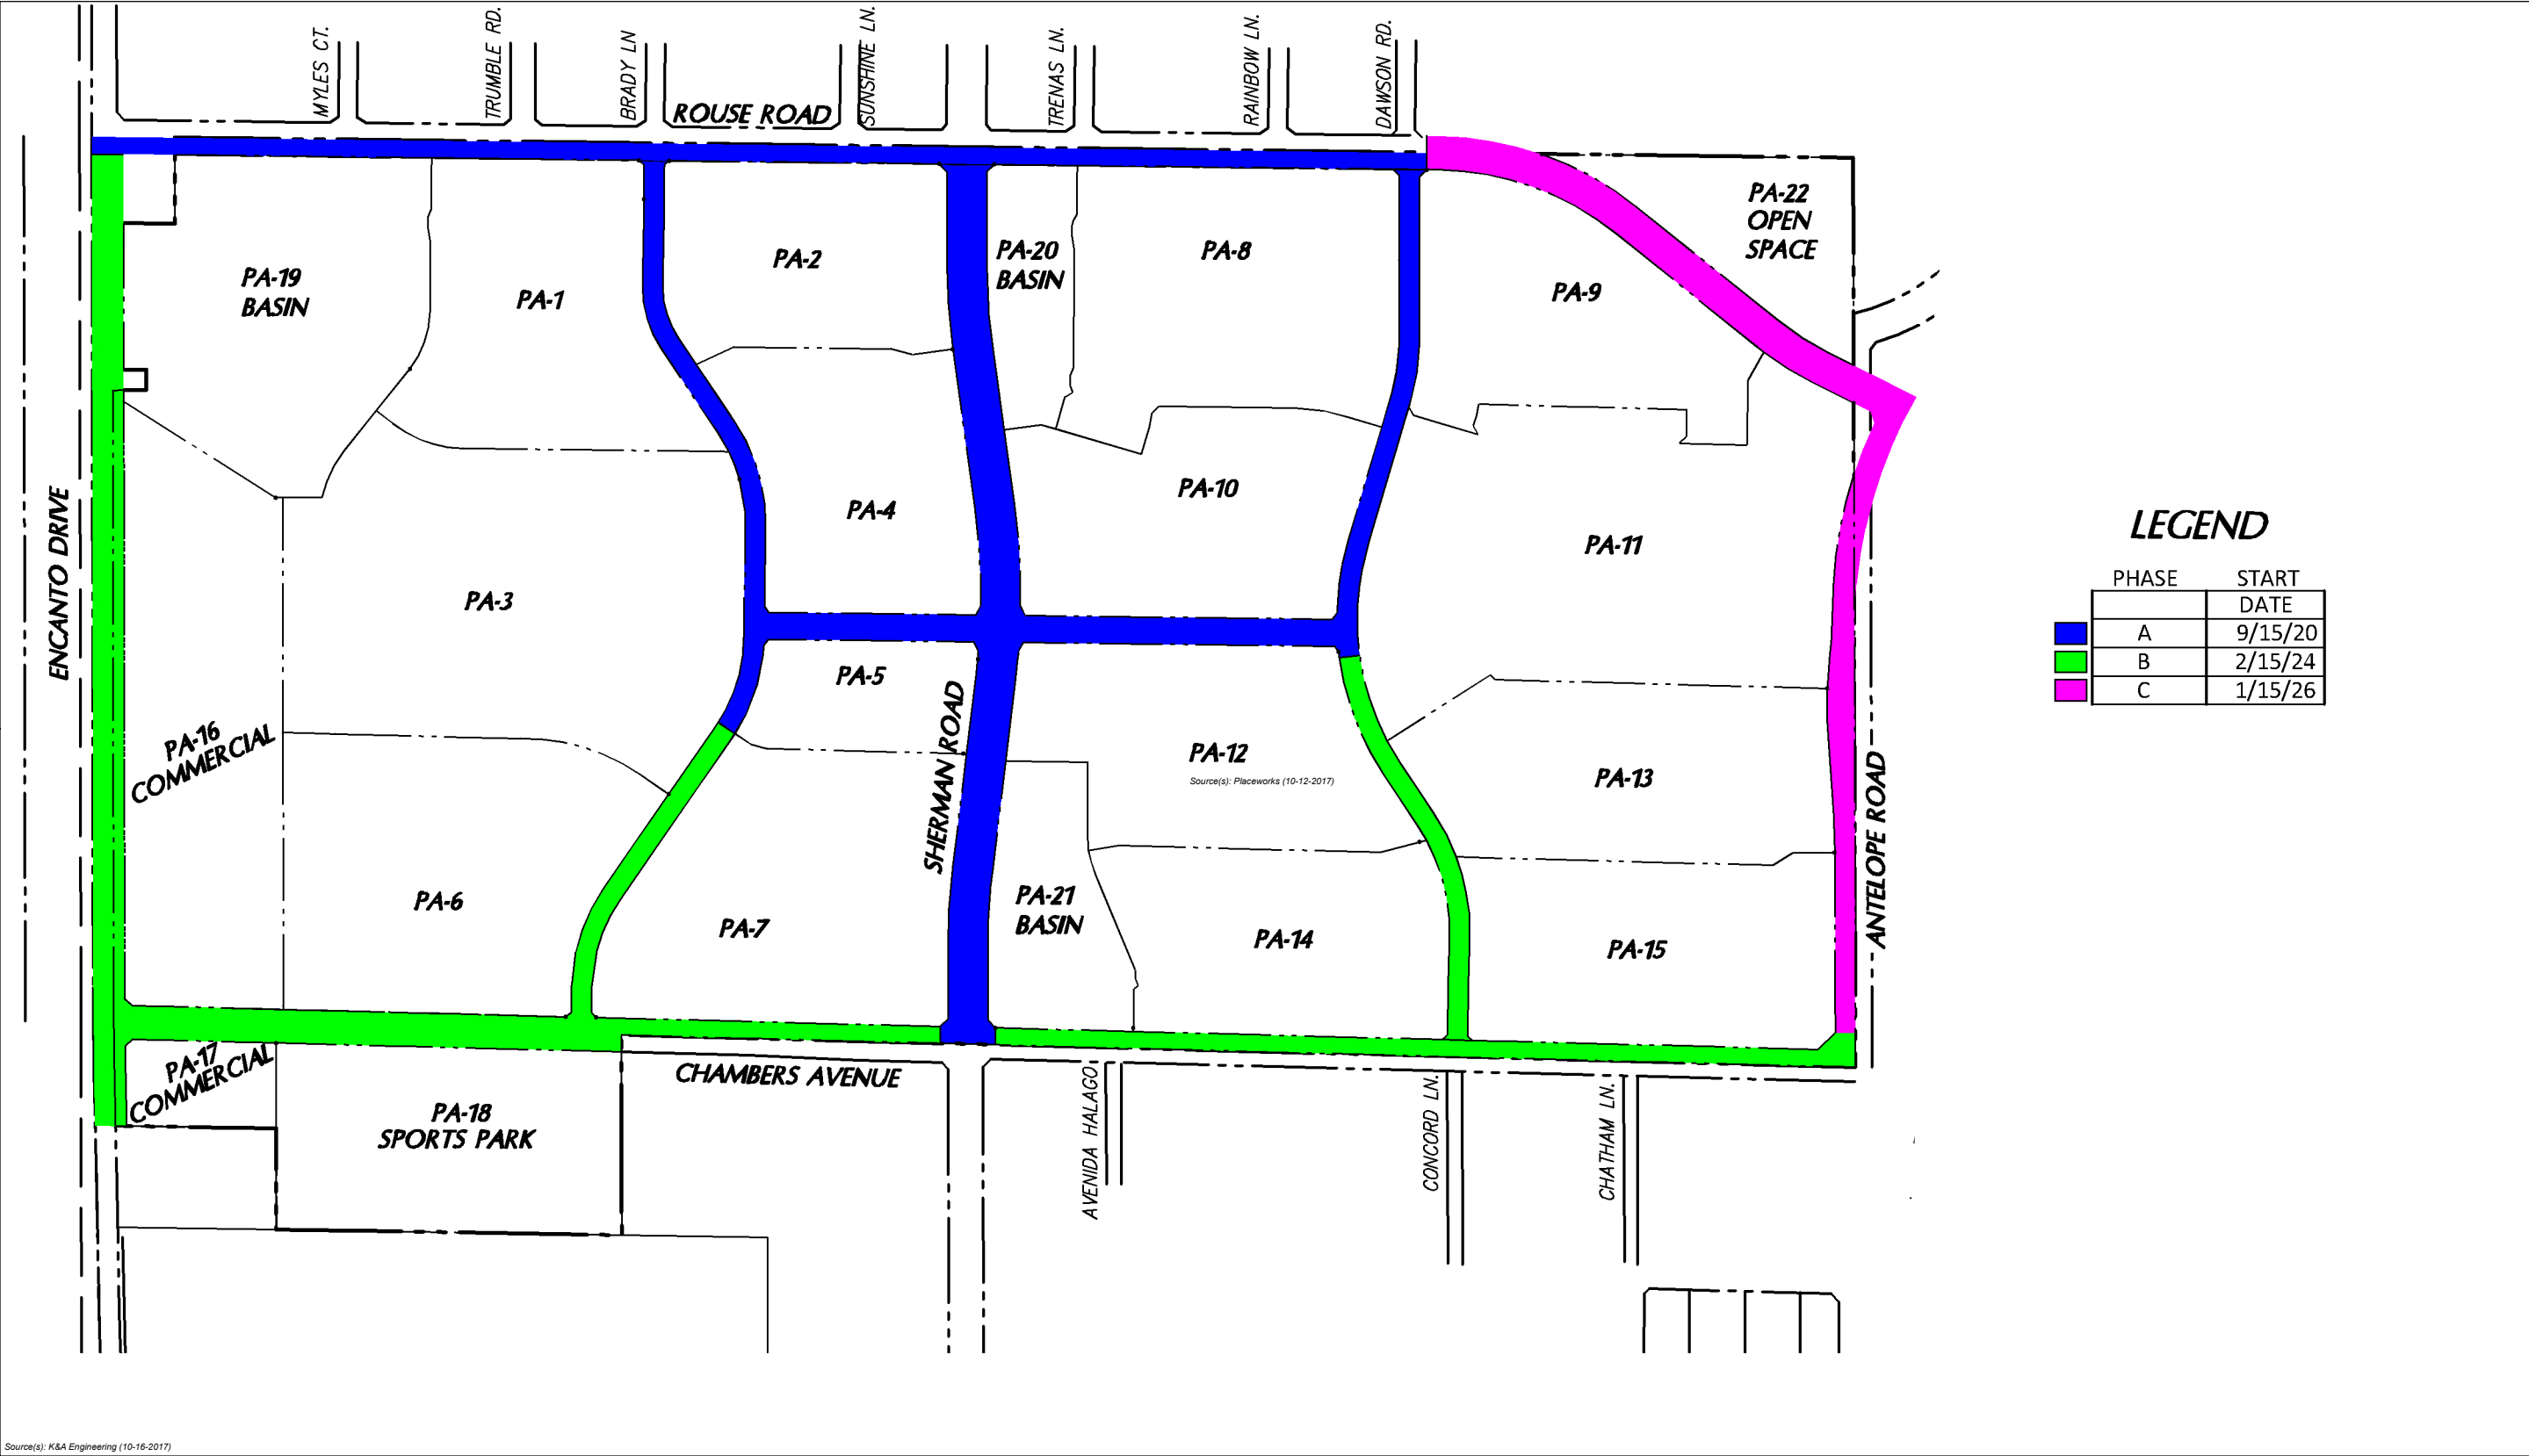 MYLES CT.
TRUMBLE RD.
BRADY LN
SUNSHINE LN.
TRENAS LN.
RAINBOW LN.
DAWSON RD.
ROUSE ROAD
PA-22
OPEN
SPACE
PA-19
BASIN
PA-1
PA-2
PA-20
BASIN
PA-8
PA-9
ENCANTO DRIVE
PA-3
PA-4
PA-10
PA-11
LEGEND
PHASE START
DATE
A 9/15/20
B 2/15/24
C 1/15/26
PA-16
COMMERCIAL
PA-5
SHERMAN ROAD
PA-12
Source(s): Placeworks (10-12-2017)
PA-13
ANTELOPE ROAD
PA-6
PA-7
PA-21
BASIN
PA-14
PA-15
PA-17
COMMERCIAL
CHAMBERS AVENUE
PA-18
SPORTS PARK
AVENIDA HALAGO
CONCORD LN.
CHATHAM LN.
Source(s): K&A Engineering (10-16-2017)